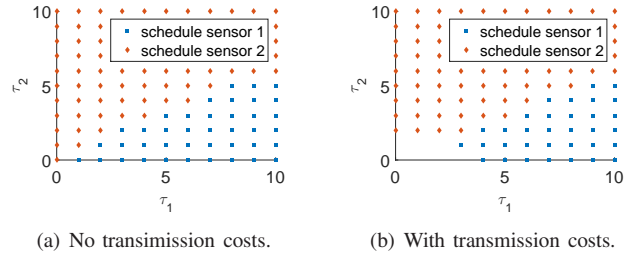 10
5
0
τ2
schedule sensor 1
schedule sensor 2
0 5 10
τ1
(a) No transimission costs.
10
5
0
τ2
schedule sensor 1
schedule sensor 2
0 5 10
τ1
(b) With transmission costs.